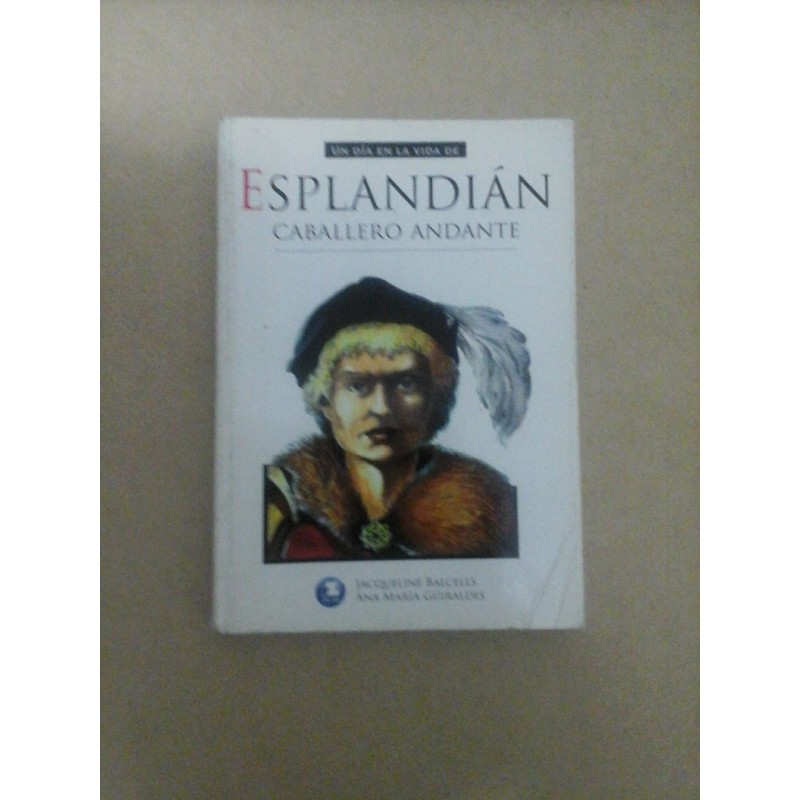 UN DÍA EN LA VIDA DE
ESPLANDIÁN
CABALLERO ANDANTE
JACQUELINE BALCELLS
ANA MARÍA GÜIRALDES